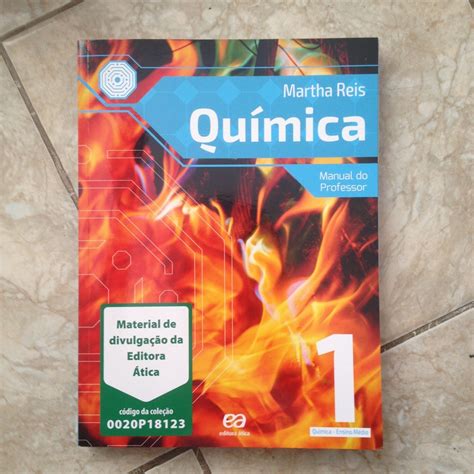 Martha Reis
Química
Manual do
Professor
Material de
divulgação da
Editora
Ática
código da coleção
0020P18123
ea
editora ática
1
Química - Ensino Médio